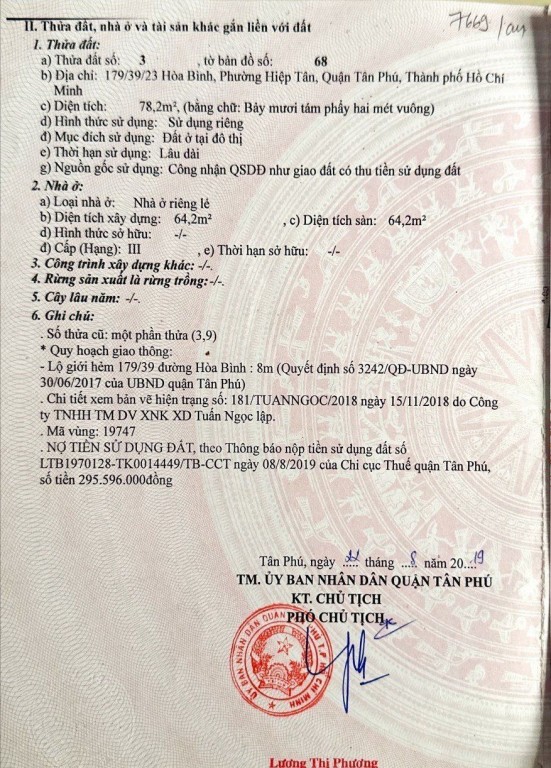 7669 /
II. Thửa đất, nhà ở và tài sản khác gắn liền với đất
1. Thửa đất:
a) Thửa đất số: 3 , tờ bản đồ số: 68
b) Địa chỉ: 179/39/23 Hòa Bình, Phường Hiệp Tân, Quận Tân Phú, Thành phố Hồ Chí
Minh
c) Diện tích: 78,2m², (bằng chữ: Bảy mươi tám phẩy hai mét vuông)
d) Hình thức sử dụng: Sử dụng riêng
đ) Mục đích sử dụng: Đất ở tại đô thị
e) Thời hạn sử dụng: Lâu dài
g) Nguồn gốc sử dụng: Công nhận QSDĐ như giao đất có thu tiền sử dụng đất
2. Nhà ở:
a) Loại nhà ở: Nhà ở riêng lẻ
b) Diện tích xây dựng: 64,2m² , c) Diện tích sàn: 64,2m²
d) Hình thức sở hữu: -/-
đ) Cấp (Hạng): III , e) Thời hạn sở hữu: -/-
3. Công trình xây dựng khác: -/-.
4. Rừng sản xuất là rừng trồng: -/-.
5. Cây lâu năm: -/-.
6. Ghi chú:
. Số thửa cũ: một phần thửa (3,9)
* Quy hoạch giao thông:
- Lộ giới hẻm 179/39 đường Hòa Bình : 8m (Quyết định số 3242/QĐ-UBND ngày
30/06/2017 của UBND quận Tân Phú)
. Chi tiết xem bản vẽ hiện trạng số: 181/TUANNGOC/2018 ngày 15/11/2018 do Công
ty TNHH TM DV XNK XD Tuấn Ngọc lập.
. Mã vùng: 19747
. NỢ TIỀN SỬ DỤNG ĐẤT, theo Thông báo nộp tiền sử dụng đất số
LTB1970128-TK0014449/TB-CCT ngày 08/8/2019 của Chi cục Thuế quận Tân Phú,
số tiền 295.596.000đồng
Tân Phú, ngày ..... tháng ...8. năm 20...19
TM. ỦY BAN NHÂN DÂN QUẬN TÂN PHÚ
KT. CHỦ TỊCH
PHÓ CHỦ TỊCH
ỦY BAN NHÂN DÂN QUẬN TÂN PHÚ T.P HỒ CHÍ MINH
Lương Thị Phương